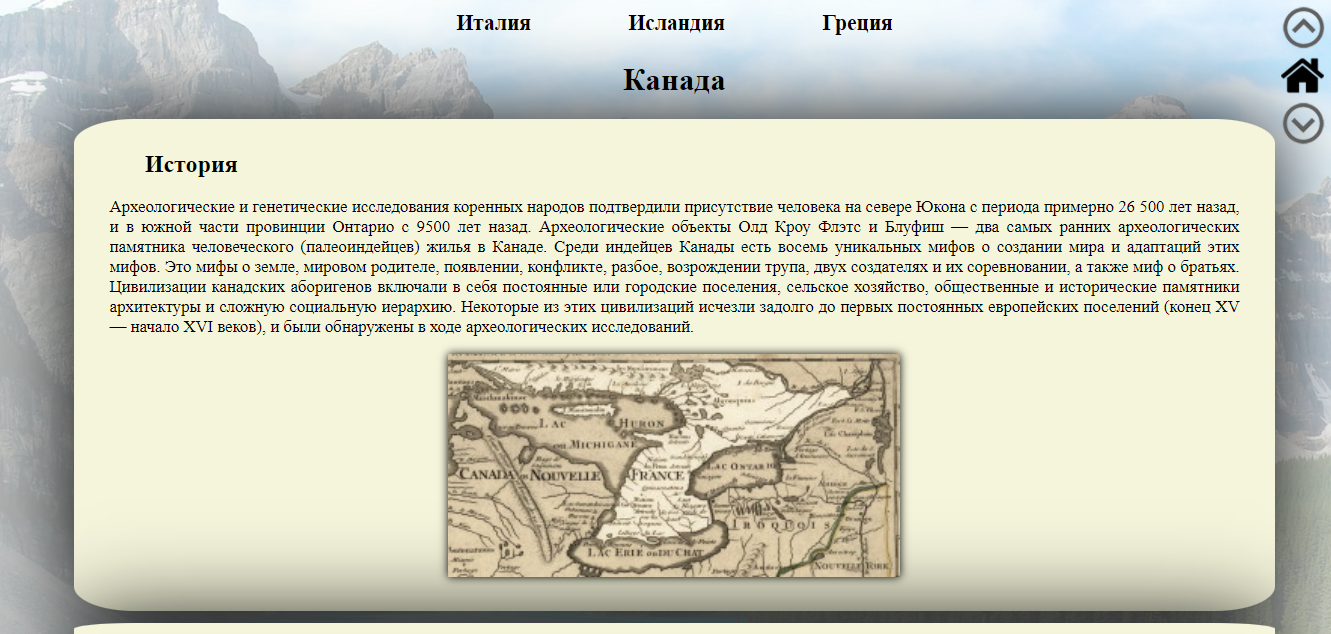 Италия Исландия Греция
Канада
История
Археологические и генетические исследования коренных народов подтвердили присутствие человека на севере Юкона с периода примерно 26 500 лет назад,
и в южной части провинции Онтарио с 9500 лет назад. Археологические объекты Олд Кроу Флэтс и Блуфиш — два самых ранних археологических
памятника человеческого (палеоиндейцев) жилья в Канаде. Среди индейцев Канады есть восемь уникальных мифов о создании мира и адаптаций этих
мифов. Это мифы о земле, мировом родителе, появлении, конфликте, разбое, возрождении трупа, двух создателях и их соревновании, а также миф о братьях.
Цивилизации канадских аборигенов включали в себя постоянные или городские поселения, сельское хозяйство, общественные и исторические памятники
архитектуры и сложную социальную иерархию. Некоторые из этих цивилизаций исчезли задолго до первых постоянных европейских поселений (конец XV
— начало XVI веков), и были обнаружены в ходе археологических исследований.
LAC HURON
OU MICHIGANE
CANADA OU NOUVELLE FRANCE
LAC ONTARIO
IROQUOIS
LAC ERIE OU DU CHAT
NOUVELLE YORK